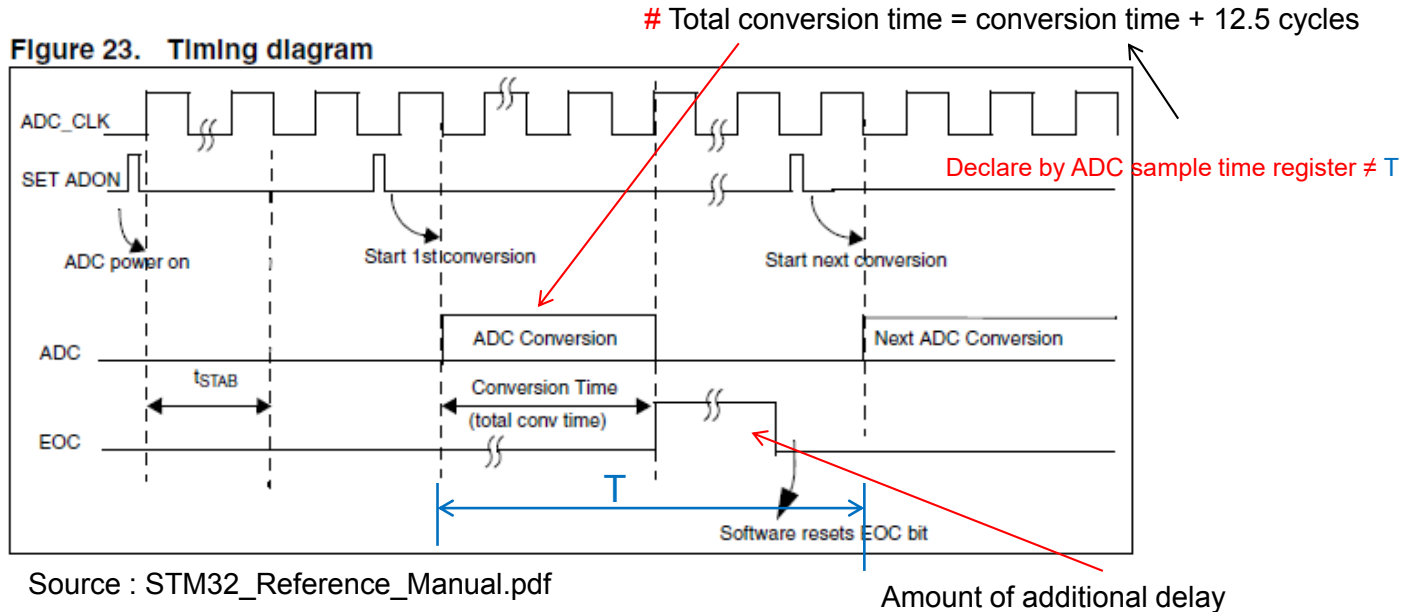 # Total conversion time = conversion time + 12.5 cycles
Figure 23. Timing diagram
ADC_CLK
SET ADON
Declare by ADC sample time register ≠ T
ADC power on
Start 1st conversion
Start next conversion
ADC
ADC Conversion
Next ADC Conversion
tSTAB
Conversion Time
(total conv time)
EOC
T
Software resets EOC bit
Source : STM32_Reference_Manual.pdf
Amount of additional delay